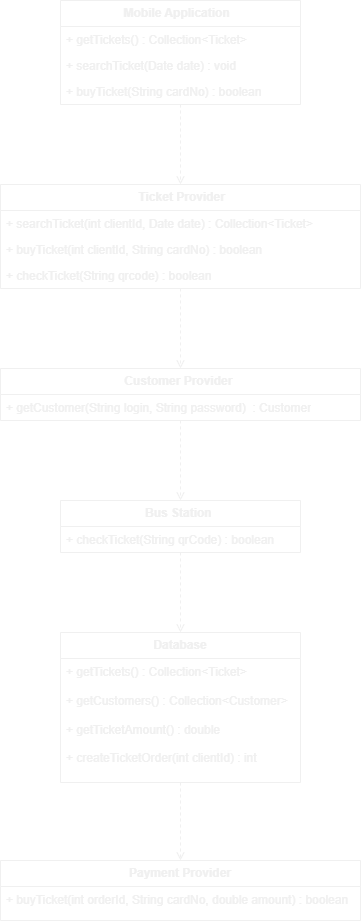 Mobile Application
+ getTickets() : Collection<Ticket>
+ searchTicket(Date date) : void
+ buyTicket(String cardNo) : boolean
Ticket Provider
+ searchTicket(int clientId, Date date) : Collection<Ticket>
+ buyTicket(int clientId, String cardNo) : boolean
+ checkTicket(String qrcode) : boolean
Customer Provider
+ getCustomer(String login, String password) : Customer
Bus Station
+ checkTicket(String qrCode) : boolean
Database
+ getTickets() : Collection<Ticket>
+ getCustomers() : Collection<Customer>
+ getTicketAmount() : double
+ createTicketOrder(int clientId) : int
Payment Provider
+ buyTicket(int orderId, String cardNo, double amount) : boolean